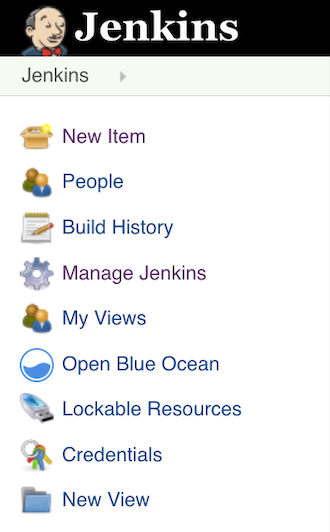 Jenkins
Jenkins
New Item
People
Build History
Manage Jenkins
My Views
Open Blue Ocean
Lockable Resources
Credentials
New View